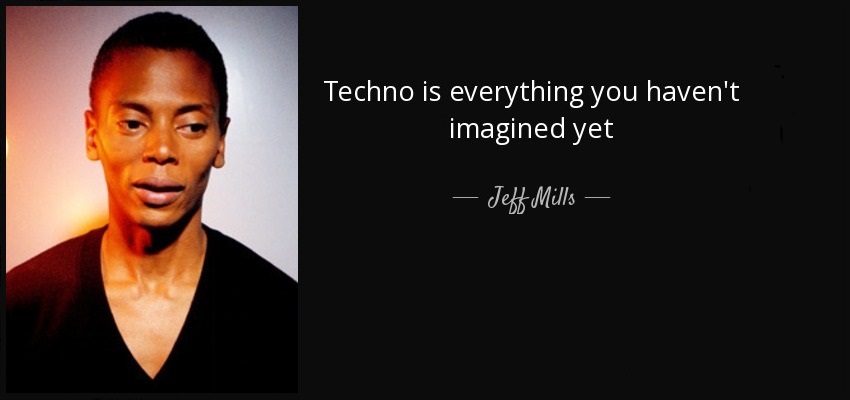 Techno is everything you haven't
imagined yet
— Jeff Mills —